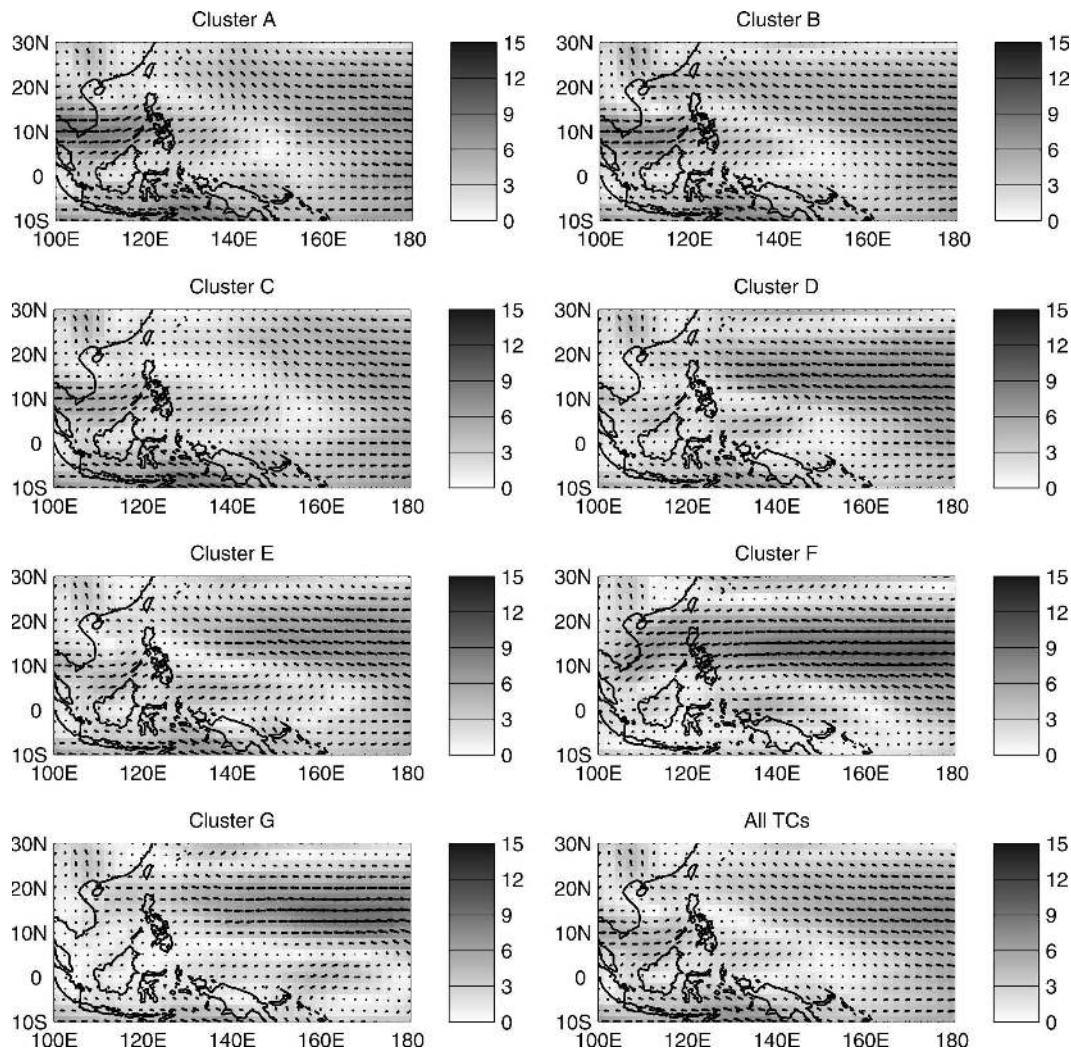 Cluster A
30N
20N
10N
0
10S
100E 120E 140E 160E 180
15
12
9
6
3
0
Cluster B
30N
20N
10N
0
10S
100E 120E 140E 160E 180
15
12
9
6
3
0
Cluster C
30N
20N
10N
0
10S
100E 120E 140E 160E 180
15
12
9
6
3
0
Cluster D
30N
20N
10N
0
10S
100E 120E 140E 160E 180
15
12
9
6
3
0
Cluster E
30N
20N
10N
0
10S
100E 120E 140E 160E 180
15
12
9
6
3
0
Cluster F
30N
20N
10N
0
10S
100E 120E 140E 160E 180
15
12
9
6
3
0
Cluster G
30N
20N
10N
0
10S
100E 120E 140E 160E 180
15
12
9
6
3
0
All TCs
30N
20N
10N
0
10S
100E 120E 140E 160E 180
15
12
9
6
3
0